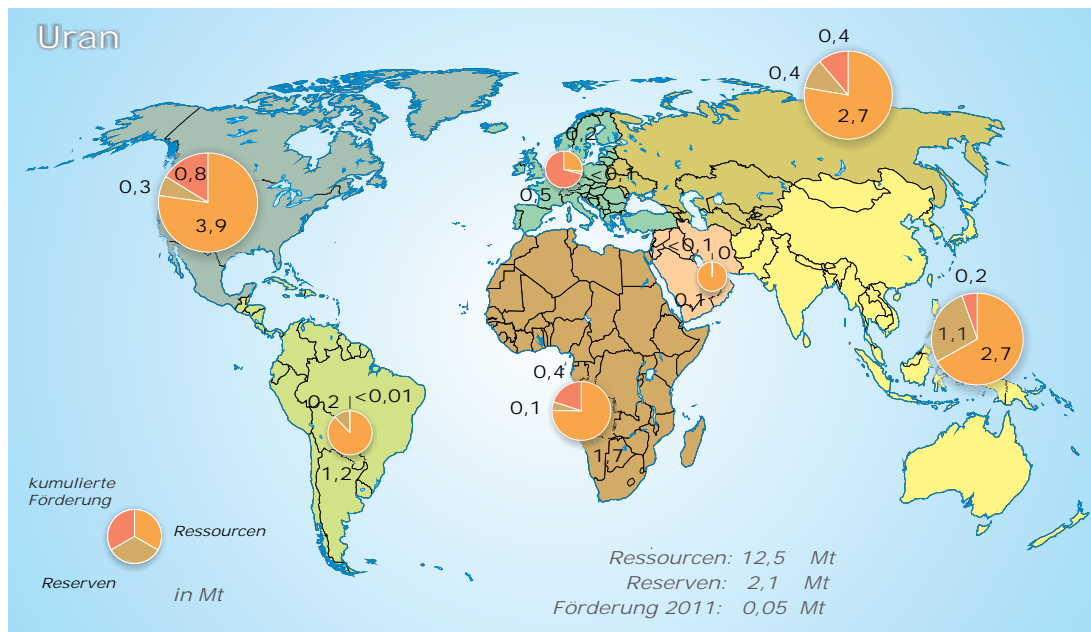 Uran
0,4
0,4
2,7
0,2
<0,1
0,5
0,8
0,3
3,9
<0,1
0
0,1
0,2
1,1
2,7
0,4
0,1
1,7
0,2
<0,01
1,2
kumulierte
Förderung
Ressourcen
Reserven
in Mt
Ressourcen: 12,5 Mt
Reserven: 2,1 Mt
Förderung 2011: 0,05 Mt